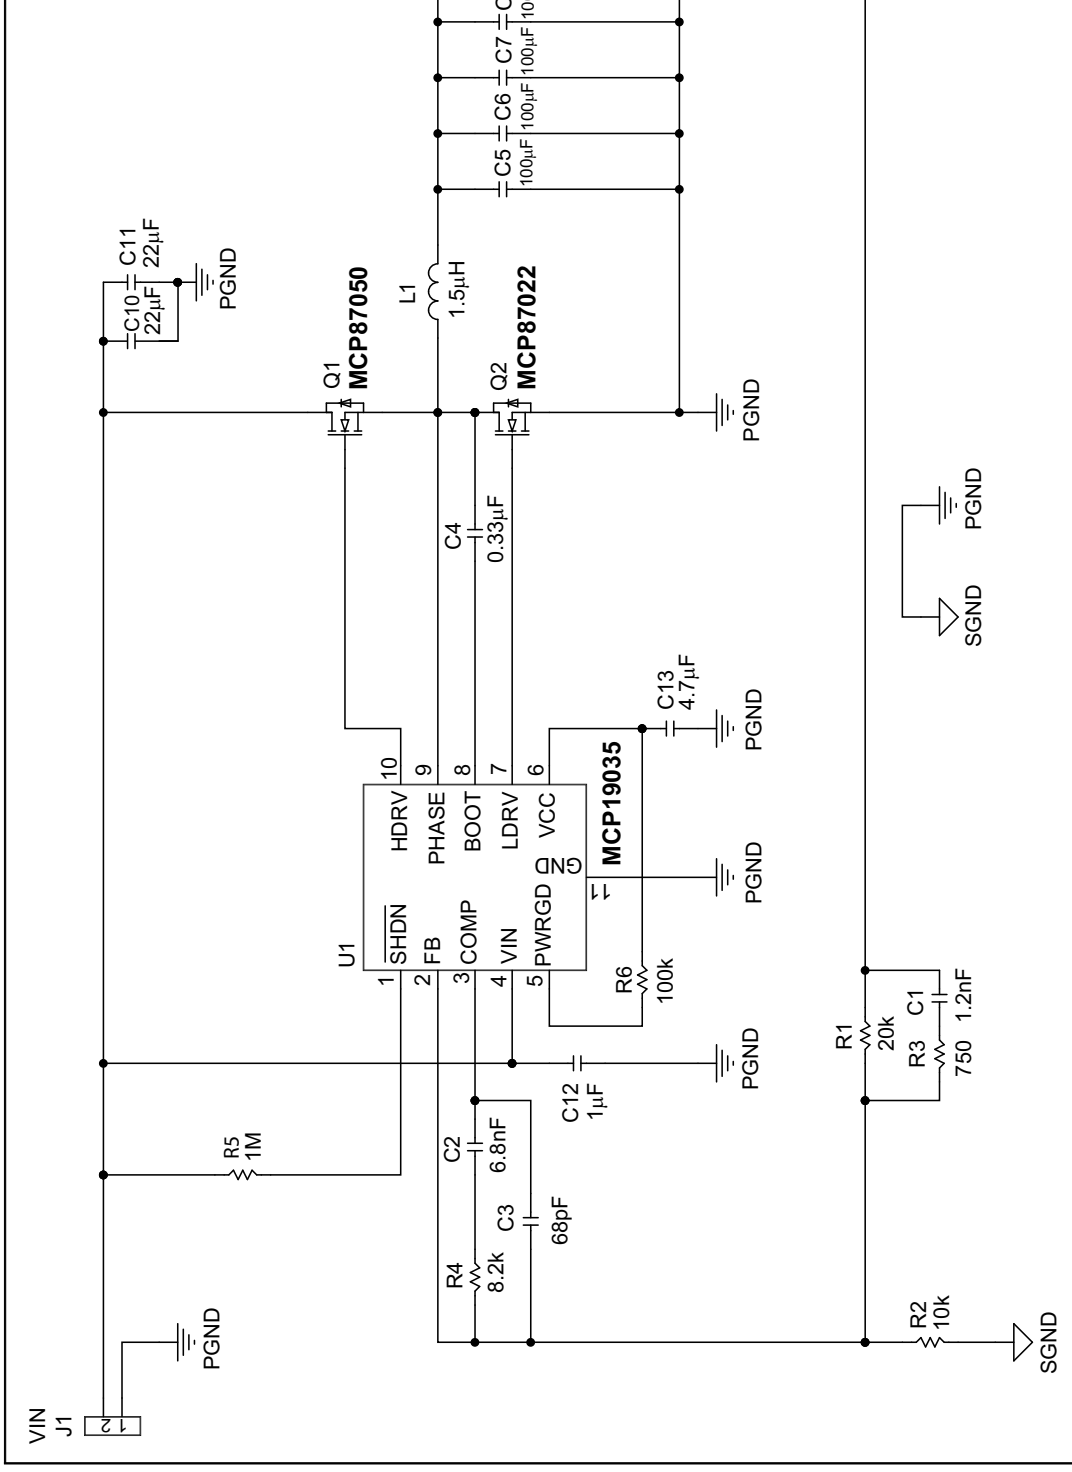 VIN
J1
1
2
PGND
R5
1M
C10
22µF
C11
22µF
PGND
Q1
MCP87050
L1
1.5µH
Q2
MCP87022
C5
100µF
C6
100µF
C7
100µF
PGND
C4
0.33µF
U1
SHDN
FB
COMP
VIN
PWRGD
1
2
3
4
5
HDRV
PHASE
BOOT
LDRV
VCC
10
9
8
7
6
GND
11
MCP19035
C13
4.7µF
PGND
PGND
R6
100k
C12
1µF
PGND
C2
6.8nF
R4
8.2k
C3
68pF
R1
20k
R3
750
C1
1.2nF
R2
10k
SGND
SGND
PGND